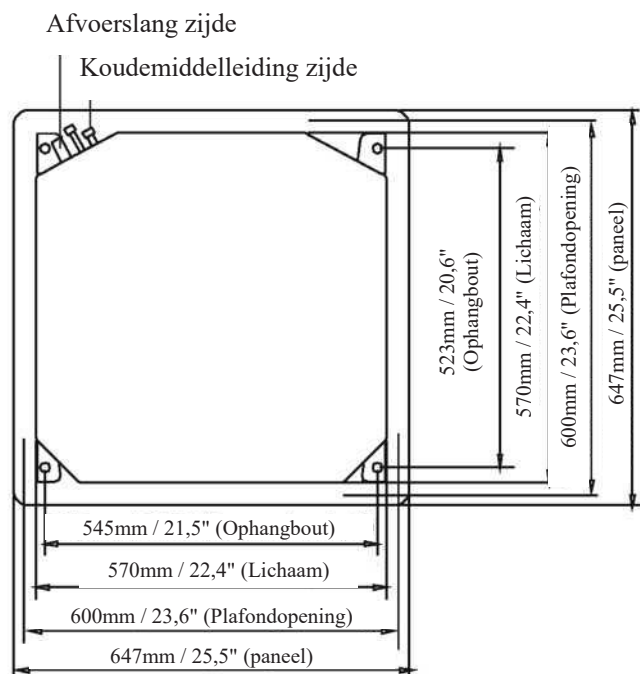 Afvoerslang zijde
Koudemiddelleiding zijde
523mm / 20,6"
(Ophangbout)
570mm / 22,4" (Lichaam)
600mm / 23,6" (Plafondopening)
647mm / 25,5" (paneel)
545mm / 21,5" (Ophangbout)
570mm / 22,4" (Lichaam)
600mm / 23,6" (Plafondopening)
647mm / 25,5" (paneel)